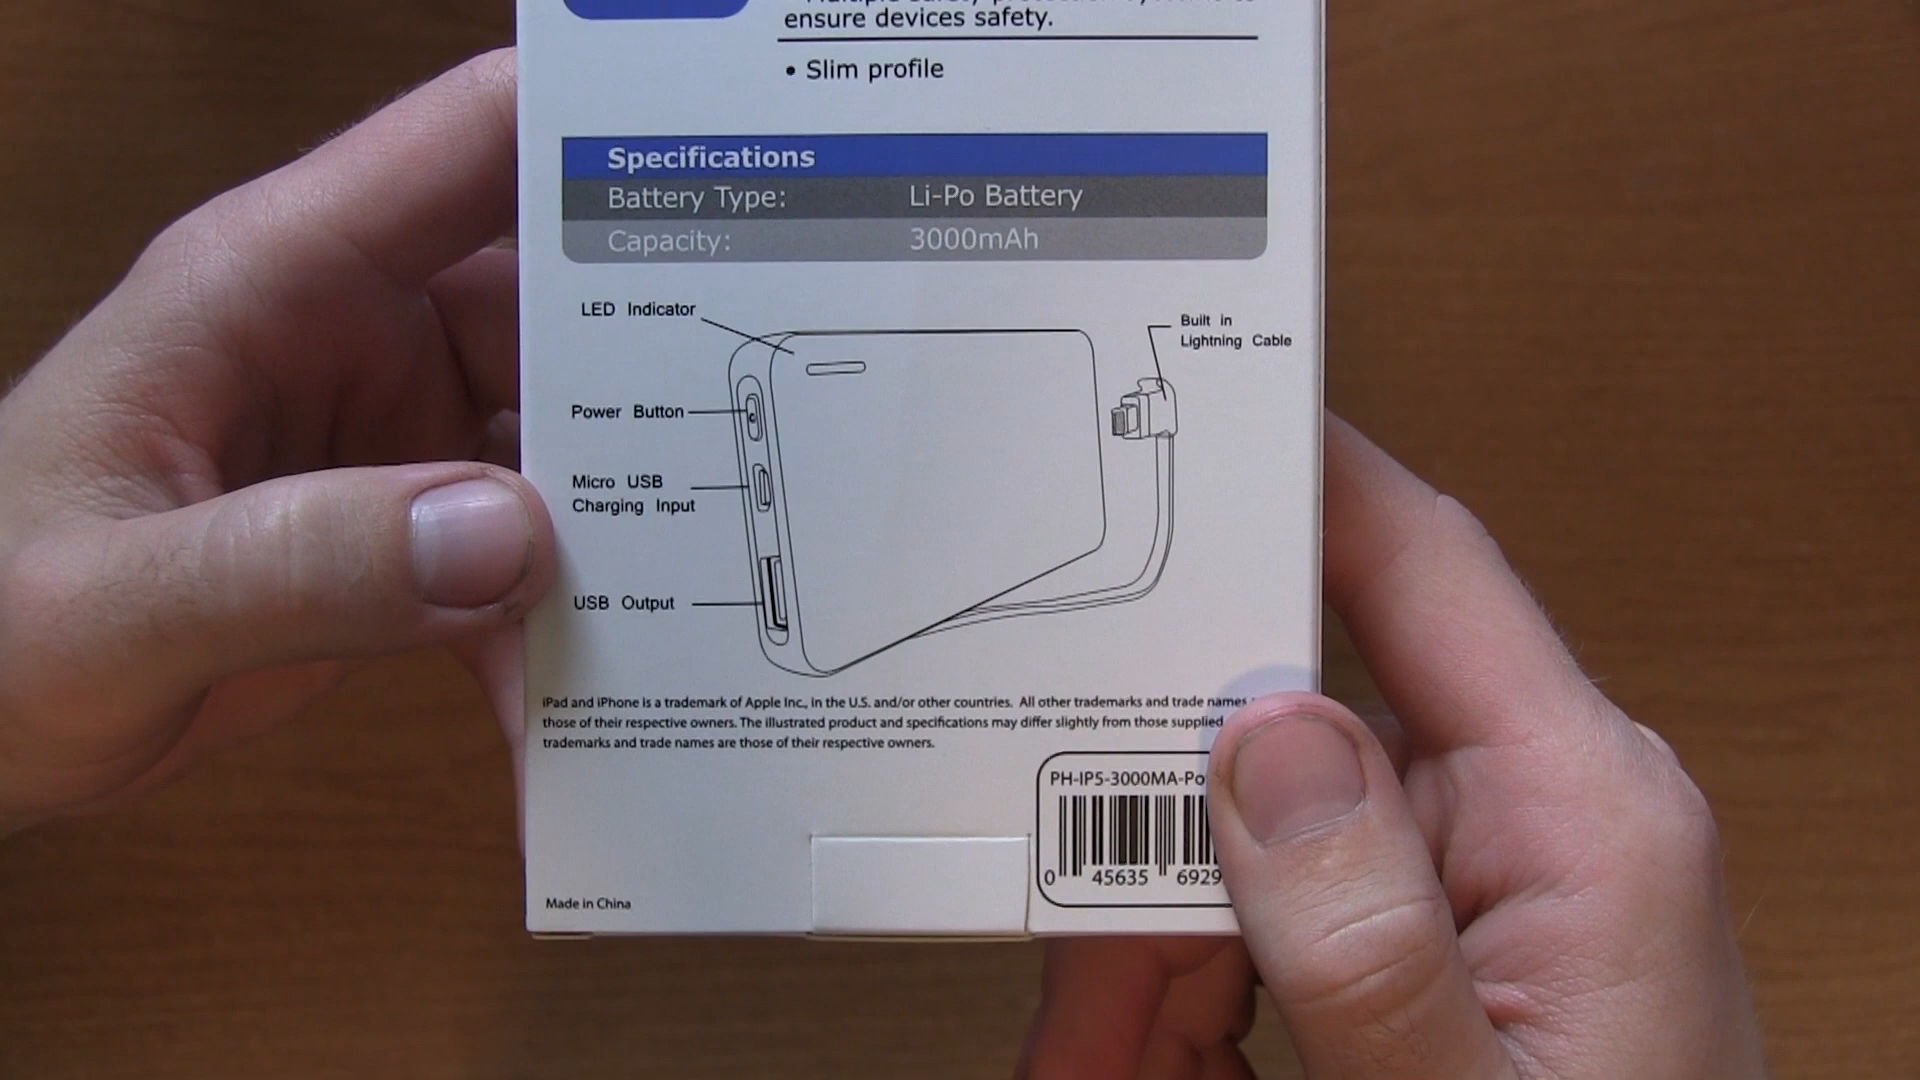 ensure devices safety.
• Slim profile
Specifications
Battery Type: Li-Po Battery
Capacity: 3000mAh
LED Indicator
Built in
Lightning Cable
Power Button
Micro USB
Charging Input
USB Output
iPad and iPhone is a trademark of Apple Inc., in the U.S. and/or other countries. All other trademarks and trade names
those of their respective owners. The illustrated product and specifications may differ slightly from those supplied
trademarks and trade names are those of their respective owners.
PH-IP5-3000MA-Po
0 45635 6929
Made in China